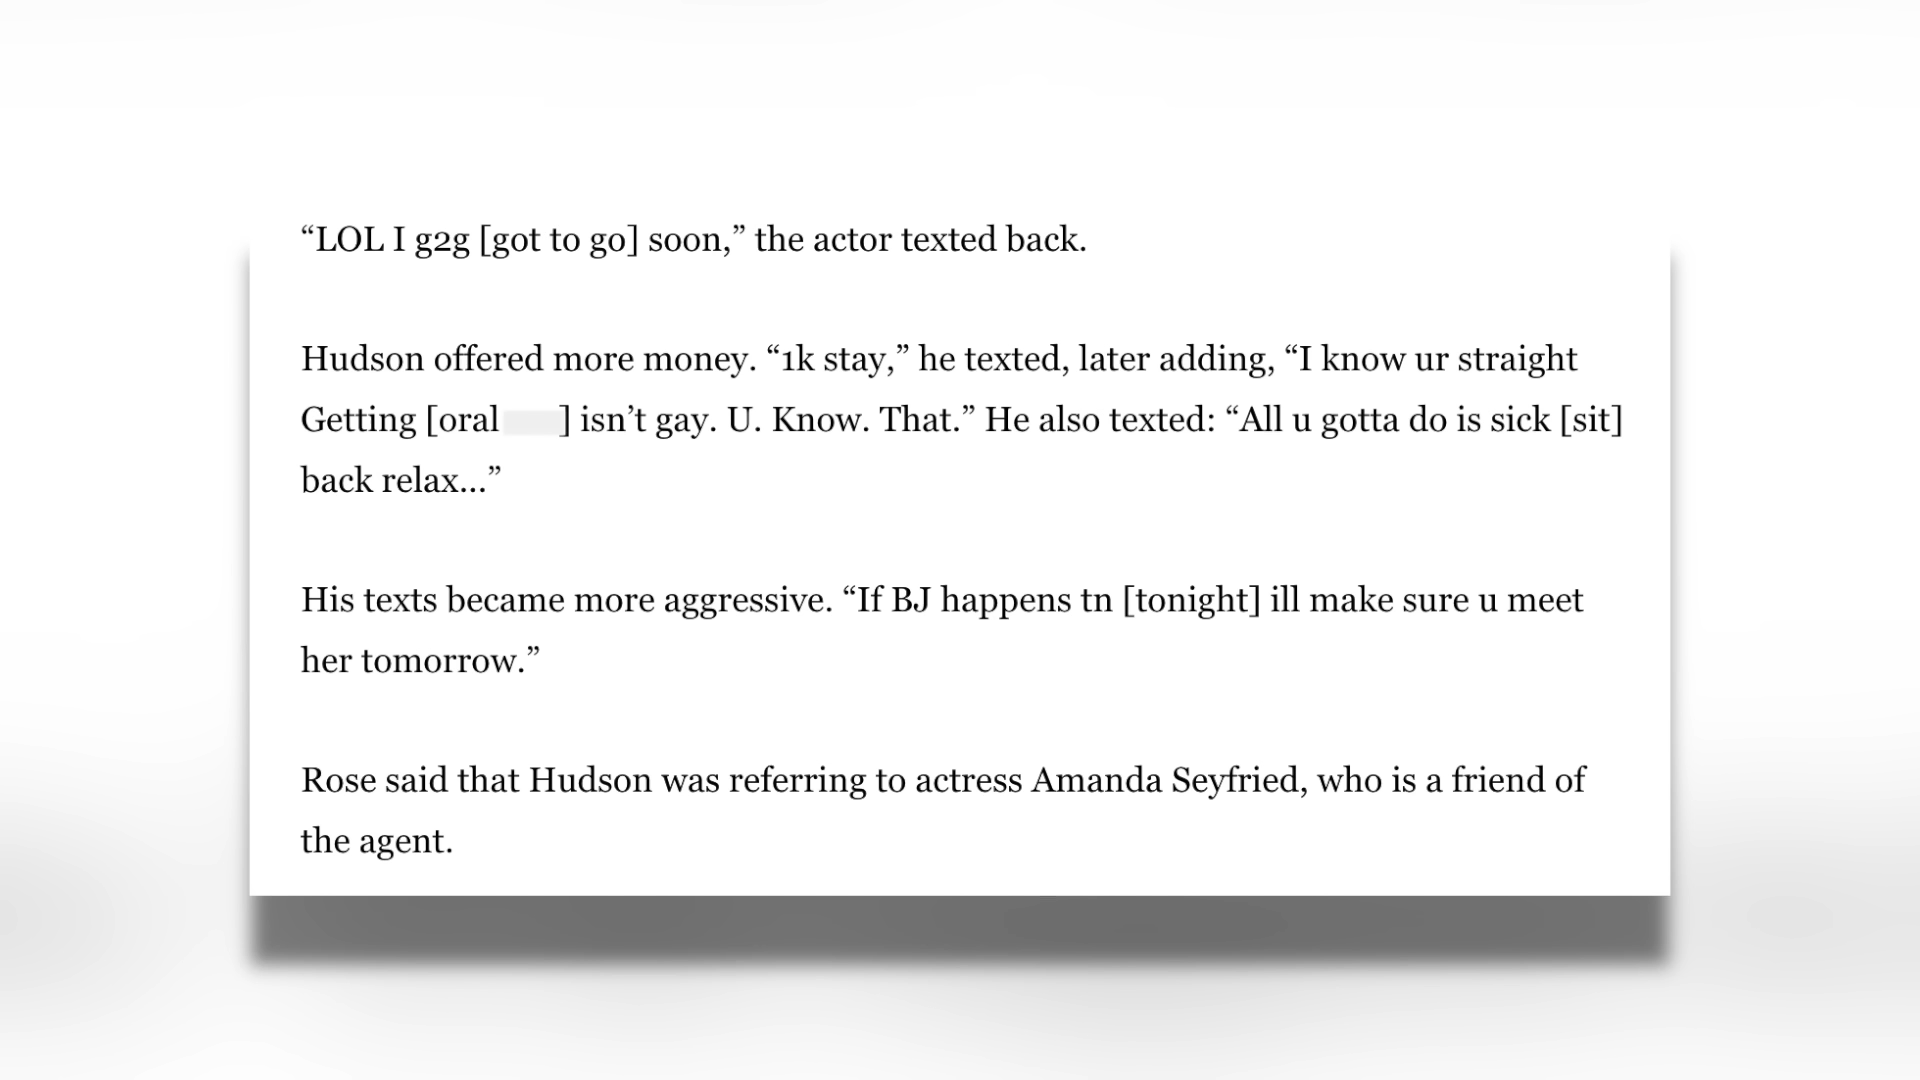 “LOL I g2g [got to go] soon,” the actor texted back.
Hudson offered more money. “1k stay,” he texted, later adding, “I know ur straight
Getting [oral ] isn’t gay. U. Know. That.” He also texted: “All u gotta do is sick [sit]
back relax...”
His texts became more aggressive. “If BJ happens tn [tonight] ill make sure u meet
her tomorrow.”
Rose said that Hudson was referring to actress Amanda Seyfried, who is a friend of
the agent.